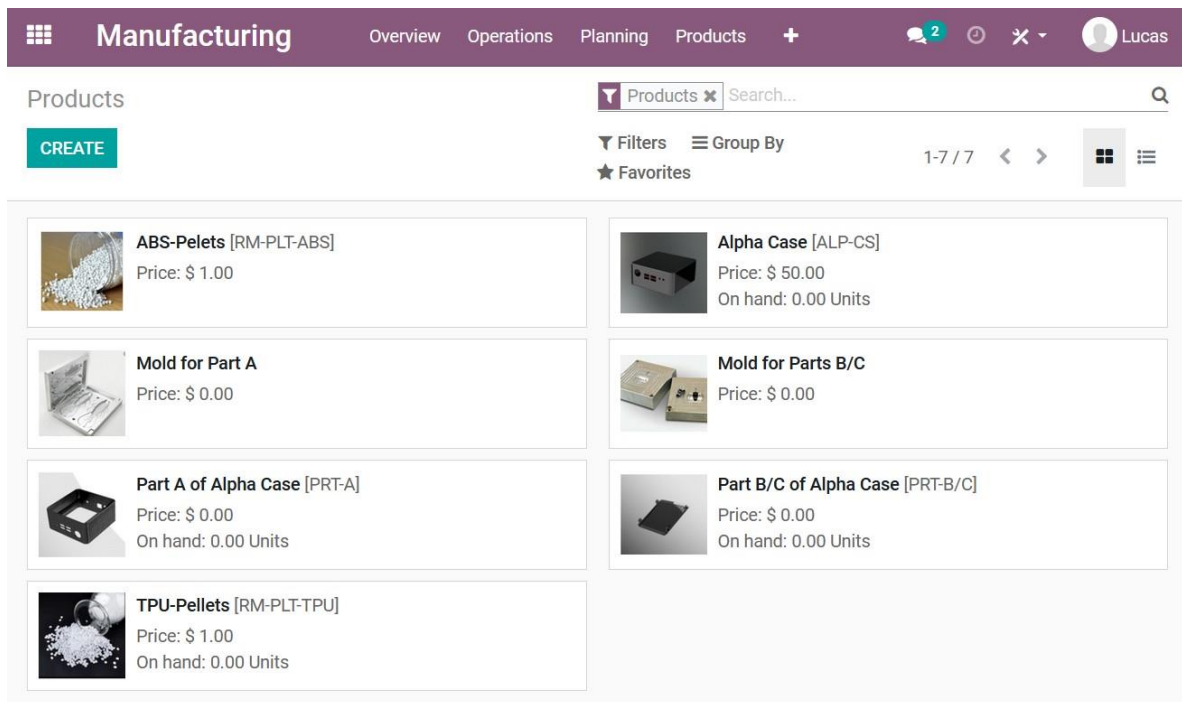 Manufacturing Overview Operations Planning Products + 2 Lucas
Products
Products ✖ Search...
CREATE
Filters Group By
Favorites
1-7 / 7
ABS-Pelets [RM-PLT-ABS]
Price: $ 1.00
Alpha Case [ALP-CS]
Price: $ 50.00
On hand: 0.00 Units
Mold for Part A
Price: $ 0.00
Mold for Parts B/C
Price: $ 0.00
Part A of Alpha Case [PRT-A]
Price: $ 0.00
On hand: 0.00 Units
Part B/C of Alpha Case [PRT-B/C]
Price: $ 0.00
On hand: 0.00 Units
TPU-Pellets [RM-PLT-TPU]
Price: $ 1.00
On hand: 0.00 Units